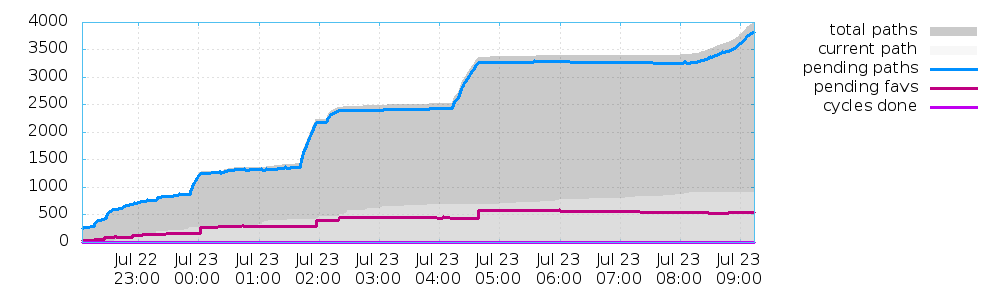 4000
3500
3000
2500
2000
1500
1000
500
0
Jul 22 Jul 23 Jul 23 Jul 23 Jul 23 Jul 23 Jul 23 Jul 23 Jul 23 Jul 23 Jul 23
23:00 00:00 01:00 02:00 03:00 04:00 05:00 06:00 07:00 08:00 09:00
total paths
current path
pending paths
pending favs
cycles done